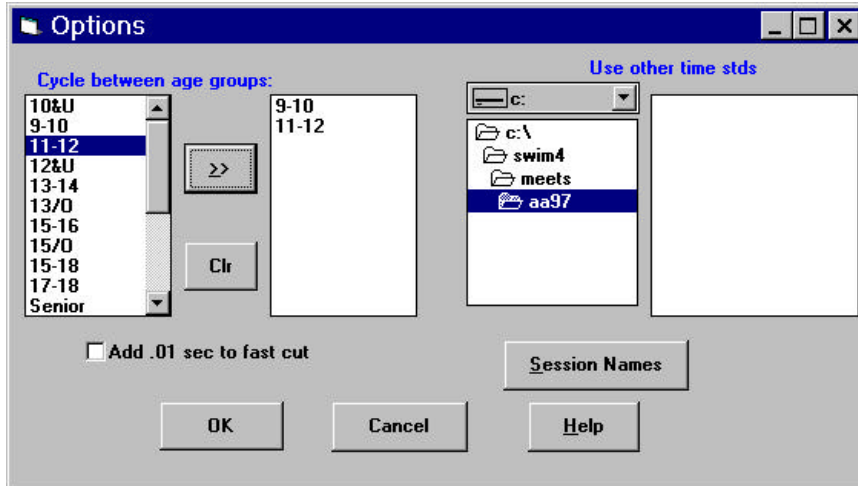 Options
Cycle between age groups:
10&U
9-10
11-12
12&U
13-14
13/O
15-16
15/O
15-18
17-18
Senior
>>
Clr
9-10
11-12
Use other time stds
c:
c:\
swim4
meets
aa97
Add .01 sec to fast cut
Session Names
OK
Cancel
Help